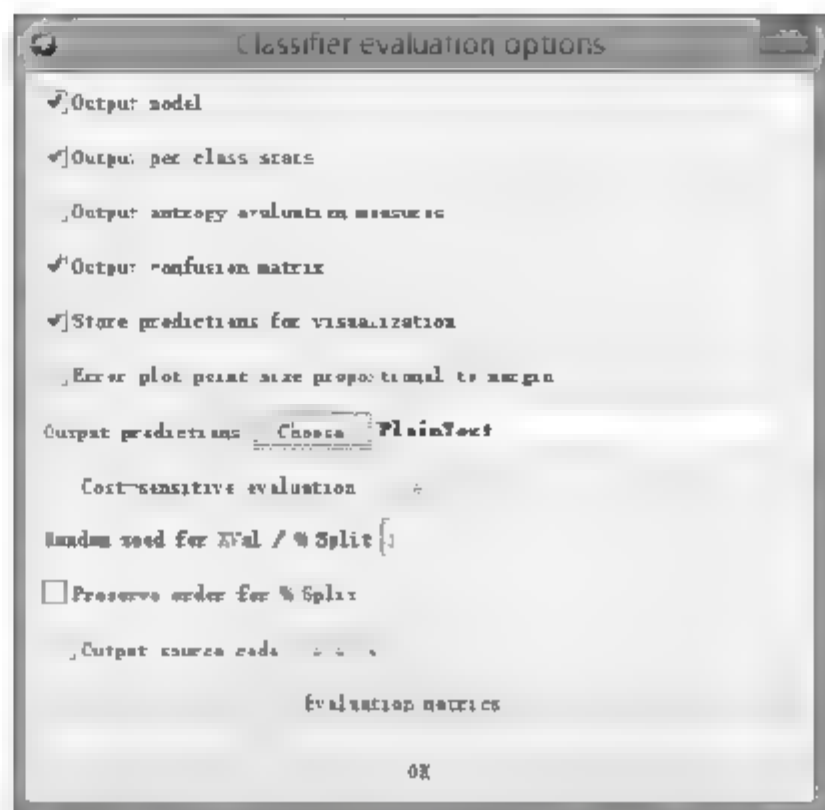 Classifier evaluation options
Output model
Output per-class stats
Output entropy evaluation measures
Output confusion matrix
Store predictions for visualization
Error plot point size proportional to margin
Output predictions Choose PlainText
Cost-sensitive evaluation
Random seed for XVal / % Split
Preserve order for % Split
Output source code
Evaluation metrics
OK